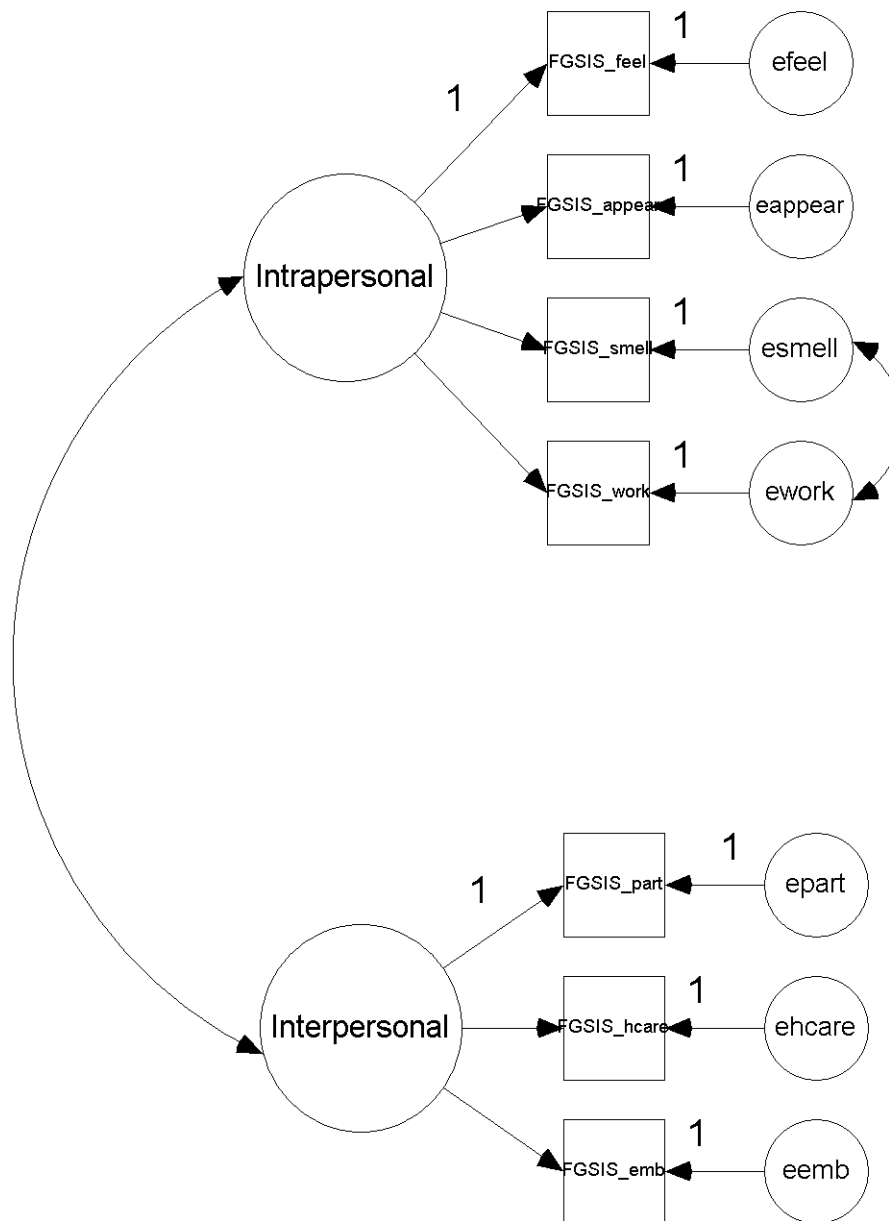 1
FGSIS_feel
efeel
1
1
FGSIS_appear
eappear
Intrapersonal
1
FGSIS_smell
esmell
1
FGSIS_work
ework
1
FGSIS_part
epart
1
1
FGSIS_hcare
ehcare
Interpersonal
1
FGSIS_emb
eemb